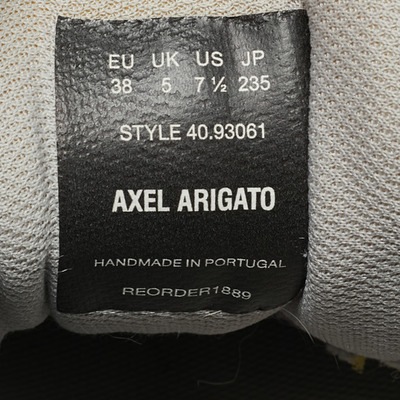 EU UK US JP
38 5 7 ½ 235
STYLE 40.93061
AXEL ARIGATO
HANDMADE IN PORTUGAL
REORDER1889